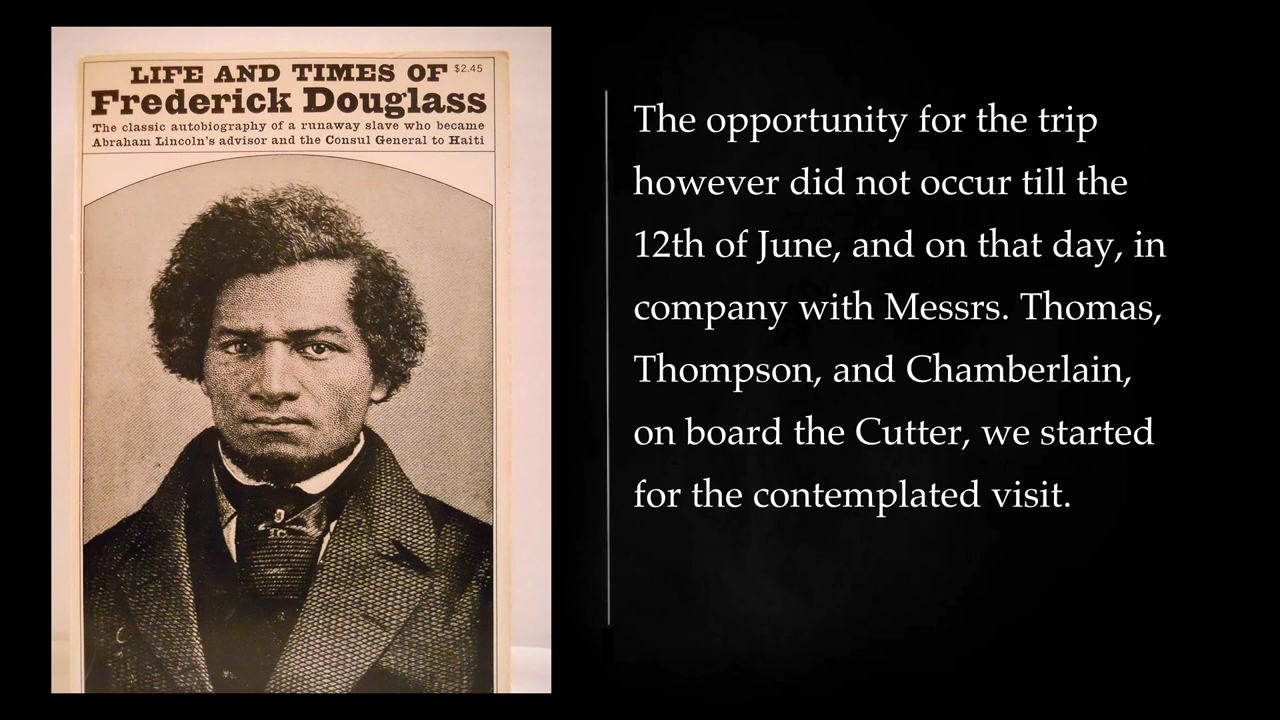 LIFE AND TIMES OF $2.45
Frederick Douglass
The classic autobiography of a runaway slave who became
Abraham Lincoln's advisor and the Consul General to Haiti
The opportunity for the trip
however did not occur till the
12th of June, and on that day, in
company with Messrs. Thomas,
Thompson, and Chamberlain,
on board the Cutter, we started
for the contemplated visit.